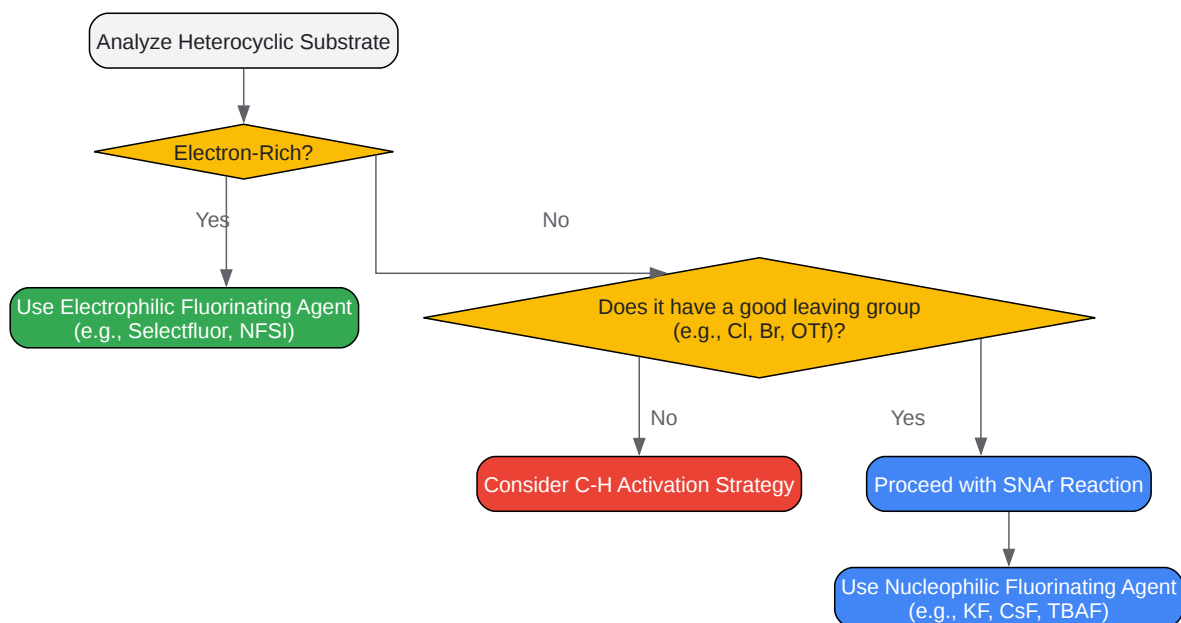 Analyze Heterocyclic Substrate
Electron-Rich?
Yes
No
Use Electrophilic Fluorinating Agent
(e.g., Selectfluor, NFSI)
Does it have a good leaving group
(e.g., Cl, Br, OTf)?
No
Yes
Consider C-H Activation Strategy
Proceed with SNAr Reaction
Use Nucleophilic Fluorinating Agent
(e.g., KF, CsF, TBAF)